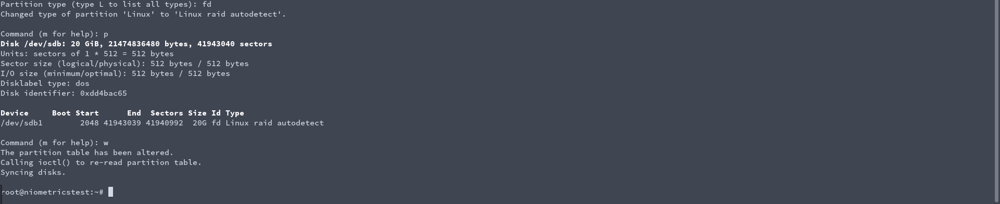 Partition type (type L to list all types): fd
Changed type of partition 'Linux' to 'Linux raid autodetect'.
Command (m for help): p
Disk /dev/sdb: 20 GiB, 21474836480 bytes, 41943040 sectors
Units: sectors of 1 * 512 = 512 bytes
Sector size (logical/physical): 512 bytes / 512 bytes
I/O size (minimum/optimal): 512 bytes / 512 bytes
Disklabel type: dos
Disk identifier: 0xdd4bac65
Device     Boot Start      End  Sectors Size Id Type
/dev/sdb1        2048 41943039 41940992  20G fd Linux raid autodetect
Command (m for help): w
The partition table has been altered.
Calling ioctl() to re-read partition table.
Syncing disks.
root@niometricstest:~#